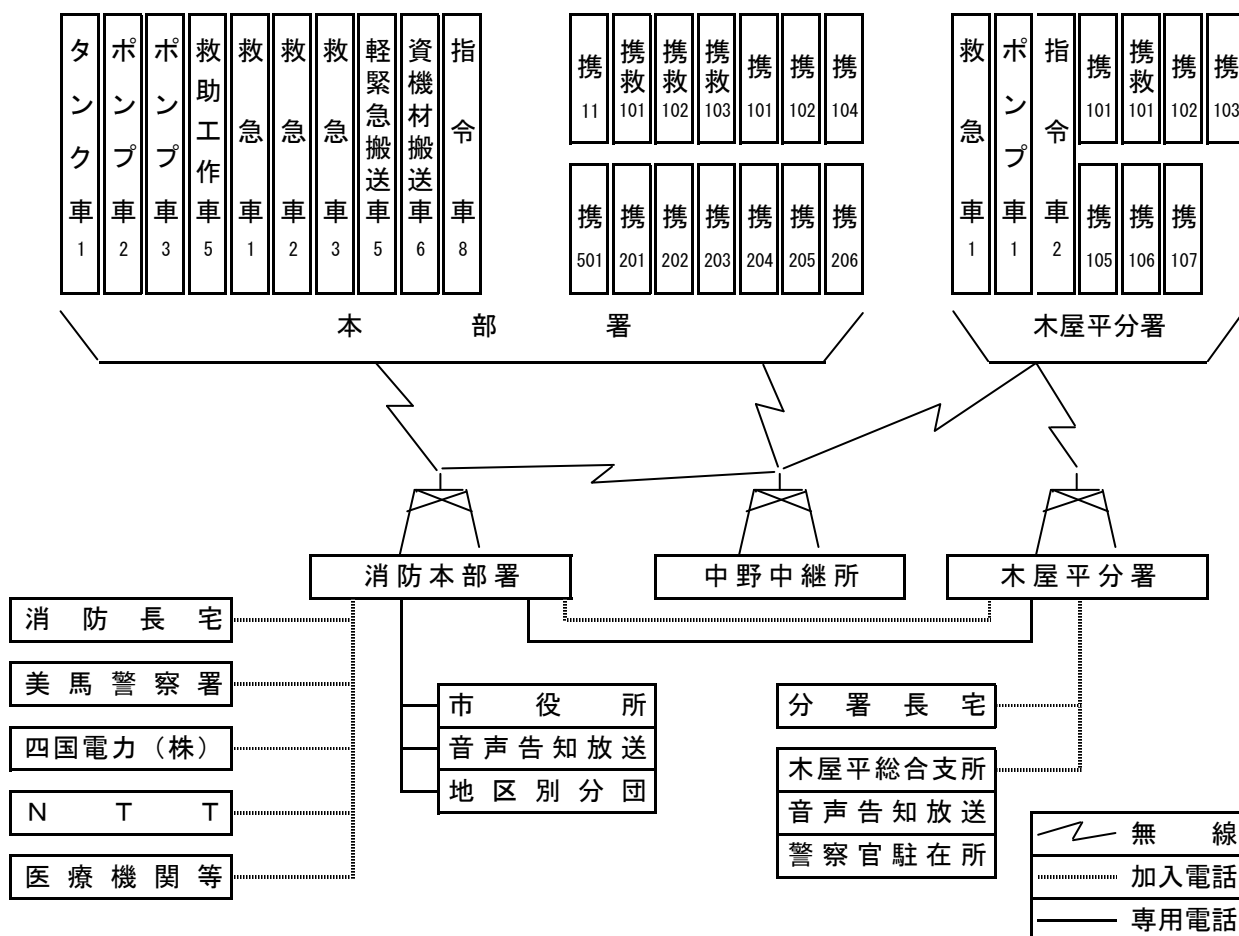 タンク車1
ポンプ車2
ポンプ車3
救助工作車5
救急車1
救急車2
救急車3
軽緊急搬送車5
資機材搬送車6
指令車8
携11
携救101
携救102
携救103
携101
携102
携104
携501
携201
携202
携203
携204
携205
携206
本部署
救急車1
ポンプ車1
指令車2
携101
携救101
携102
携103
携105
携106
携107
木屋平分署
消防本部署
中野中継所
木屋平分署
消防長宅
美馬警察署
四国電力（株）
NTT
医療機関等
市役所
音声告知放送
地区別分団
分署長宅
木屋平総合支所
音声告知放送
警察官駐在所
無線
加入電話
専用電話